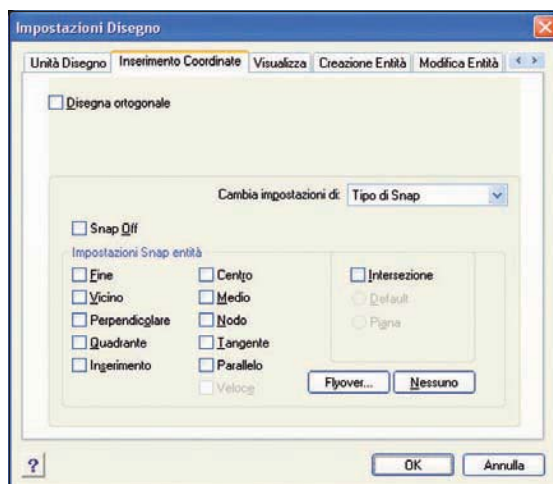 Impostazioni Disegno
Unità Disegno Inserimento Coordinate Visualizza Creazione Entità Modifica Entità
Disegna ortogonale
Cambia impostazioni di: Tipo di Snap
Snap Off
Impostazioni Snap entità
Fine Centro Intersezione
Vicino Medio Default
Perpendicolare Nodo Piana
Quadrante Tangente
Inserimento Parallelo
Veloce Flyover... Nessuno
? OK Annulla